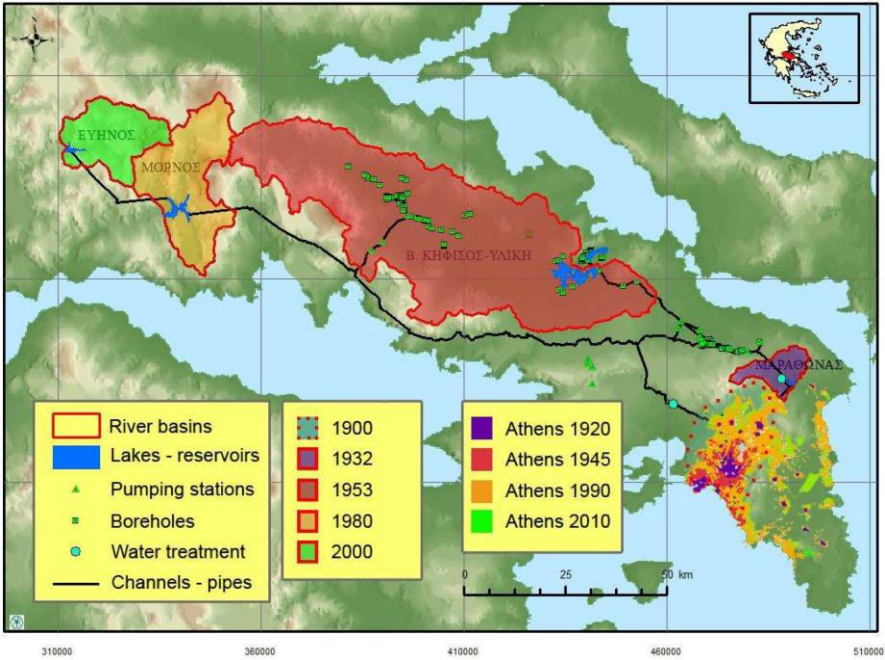 ΕΥΗΝΟΣ
ΜΟΡΝΟΣ
Β. ΚΗΦΙΣΟΣ-ΥΛΙΚΗ
ΜΑΡΑΘΩΝΑΣ
River basins
Lakes - reservoirs
Pumping stations
Boreholes
Water treatment
Channels - pipes
1900
1932
1953
1980
2000
Athens 1920
Athens 1945
Athens 1990
Athens 2010
0 25 50 km
310000 360000 410000 460000 510000